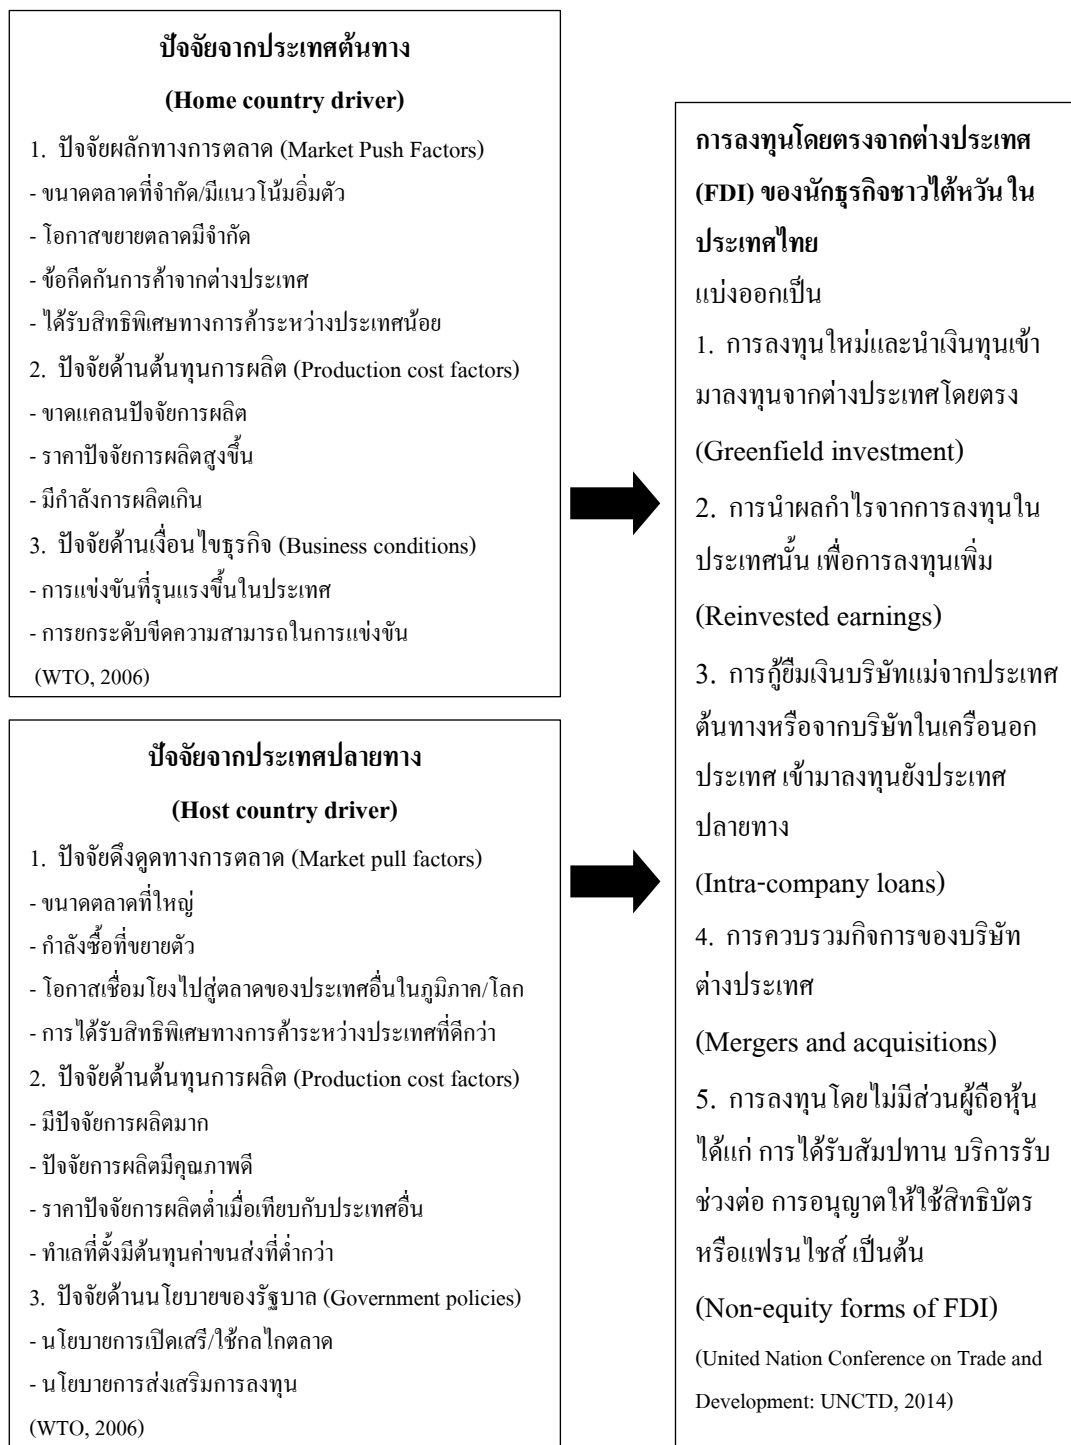 ปัจจัยจากประเทศต้นทาง
(Home country driver)
1. ปัจจัยผลักทางการตลาด (Market Push Factors)
- ขนาดตลาดที่จำกัด/มีแนวโน้มอิ่มตัว
- โอกาสขยายตลาดมีจำกัด
- ข้อกีดกันการค้าจากต่างประเทศ
- ได้รับสิทธิพิเศษทางการค้าระหว่างประเทศน้อย
2. ปัจจัยด้านต้นทุนการผลิต (Production cost factors)
- ขาดแคลนปัจจัยการผลิต
- ราคาปัจจัยการผลิตสูงขึ้น
- มีกำลังการผลิตเกิน
3. ปัจจัยด้านเงื่อนไขธุรกิจ (Business conditions)
- การแข่งขันที่รุนแรงขึ้นในประเทศ
- การยกระดับขีดความสามารถในการแข่งขัน
(WTO, 2006)
ปัจจัยจากประเทศปลายทาง
(Host country driver)
1. ปัจจัยดึงดูดทางการตลาด (Market pull factors)
- ขนาดตลาดที่ใหญ่
- กำลังซื้อที่ขยายตัว
- โอกาสเชื่อมโยงไปสู่ตลาดของประเทศอื่นในภูมิภาค/โลก
- การได้รับสิทธิพิเศษทางการค้าระหว่างประเทศที่ดีกว่า
2. ปัจจัยด้านต้นทุนการผลิต (Production cost factors)
- มีปัจจัยการผลิตมาก
- ปัจจัยการผลิตมีคุณภาพดี
- ราคาปัจจัยการผลิตต่ำเมื่อเทียบกับประเทศอื่น
- ทำเลที่ตั้งมีต้นทุนค่าขนส่งที่ต่ำกว่า
3. ปัจจัยด้านนโยบายของรัฐบาล (Government policies)
- นโยบายการเปิดเสรี/ใช้กลไกตลาด
- นโยบายการส่งเสริมการลงทุน
(WTO, 2006)
การลงทุนโดยตรงจากต่างประเทศ
(FDI) ของนักธุรกิจชาวไต้หวัน ใน
ประเทศไทย
แบ่งออกเป็น
1. การลงทุนใหม่และนำเงินทุนเข้า
มาลงทุนจากต่างประเทศโดยตรง
(Greenfield investment)
2. การนำผลกำไรจากการลงทุนใน
ประเทศนั้น เพื่อการลงทุนเพิ่ม
(Reinvested earnings)
3. การกู้ยืมเงินบริษัทแม่จากประเทศ
ต้นทางหรือจากบริษัทในเครือนอก
ประเทศ เข้ามาลงทุนยังประเทศ
ปลายทาง
(Intra-company loans)
4. การควบรวมกิจการของบริษัท
ต่างประเทศ
(Mergers and acquisitions)
5. การลงทุนโดยไม่มีส่วนผู้ถือหุ้น
ได้แก่ การได้รับสัมปทาน บริการรับ
ช่วงต่อ การอนุญาตให้ใช้สิทธิบัตร
หรือแฟรนไชส์ เป็นต้น
(Non-equity forms of FDI)
(United Nation Conference on Trade and
Development: UNCTD, 2014)